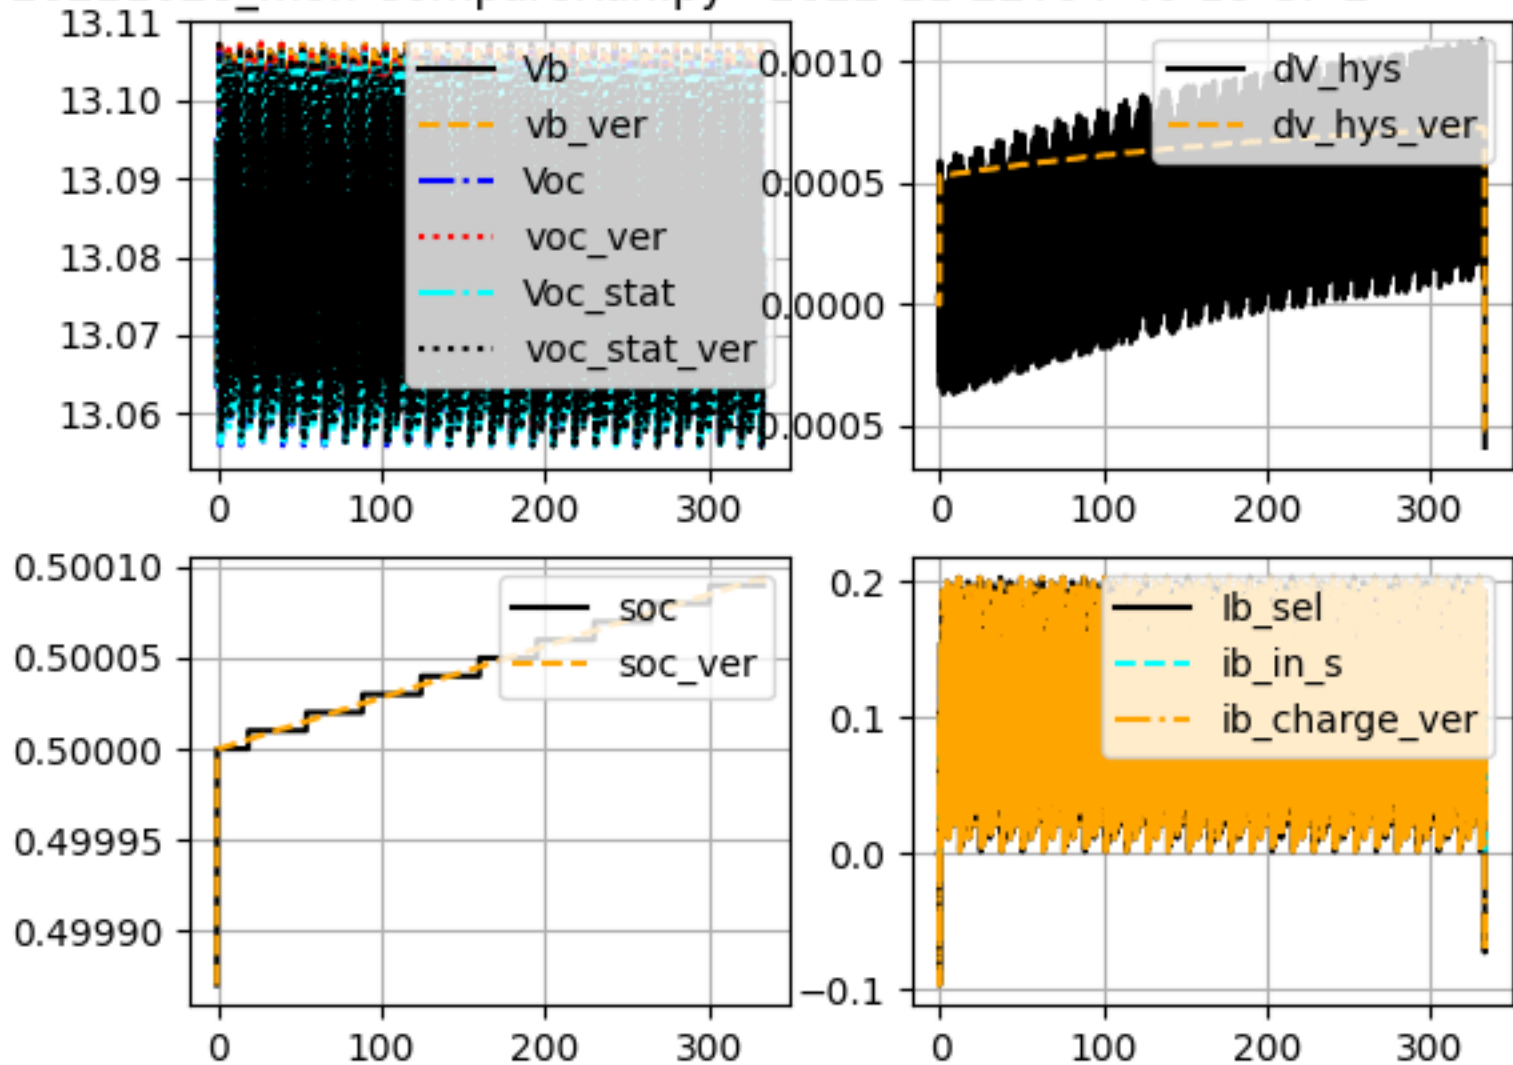 13.11
13.10
13.09
13.08
13.07
13.06
0 100 200 300
Vb
vb_ver
Voc
voc_ver
Voc_stat
voc_stat_ver
0.0010
0.0005
0.0000
0.0005
0 100 200 300
dV_hys
dv_hys_ver
0.50010
0.50005
0.50000
0.49995
0.49990
0 100 200 300
soc
soc_ver
0.2
0.1
0.0
−0.1
0 100 200 300
Ib_sel
ib_in_s
ib_charge_ver